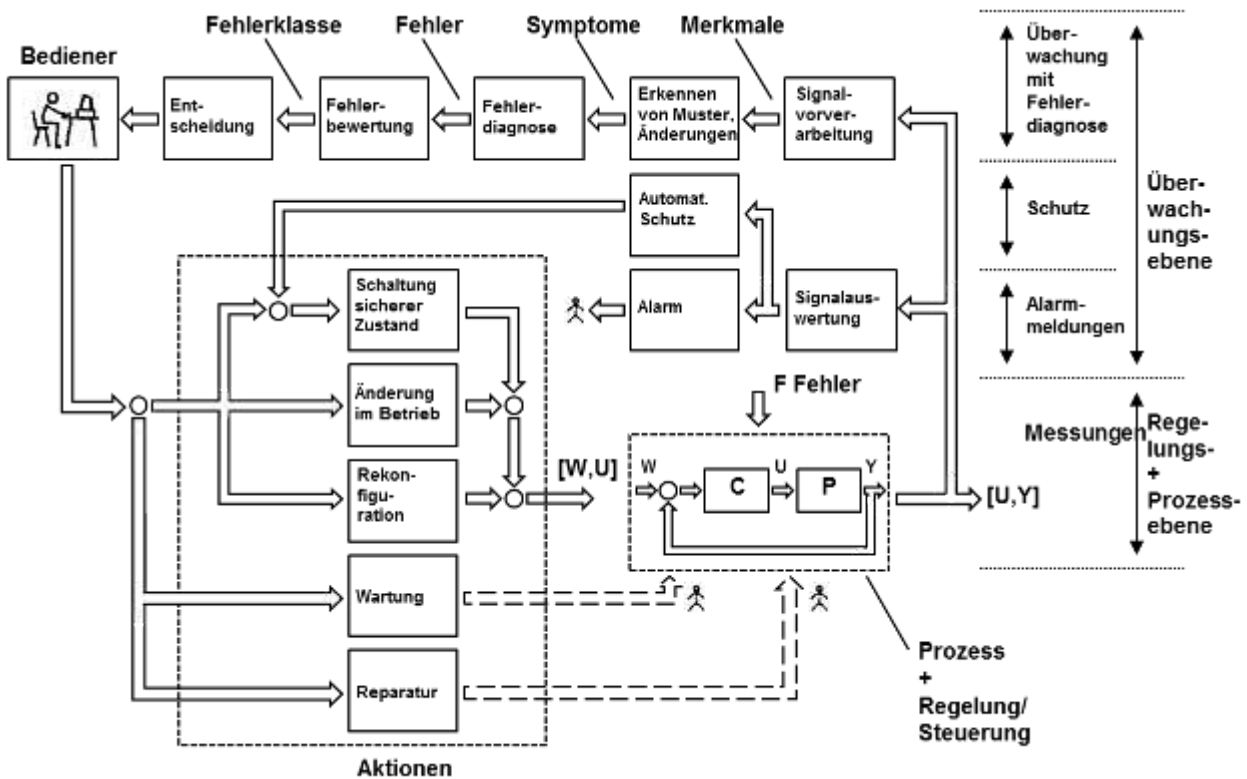 Fehlerklasse
Fehler
Symptome
Merkmale
Bediener
Ent-
scheidung
Fehler-
bewertung
Fehler-
diagnose
Erkennen
von Muster,
Änderungen
Signal-
vorver-
arbeitung
Über-
wachung
mit
Fehler-
diagnose
Automat.
Schutz
Schutz
Über-
wach-
ungs-
ebene
Schaltung
sicherer
Zustand
Alarm
Signalaus-
wertung
Alarm-
meldungen
Änderung
im Betrieb
F Fehler
Rekon-
figu-
ration
[W,U]
W
C
U
P
Y
[U,Y]
Messungen
Rege-
lungs-
+
Prozess-
ebene
Wartung
Reparatur
Prozess
+
Regelung/
Steuerung
Aktionen